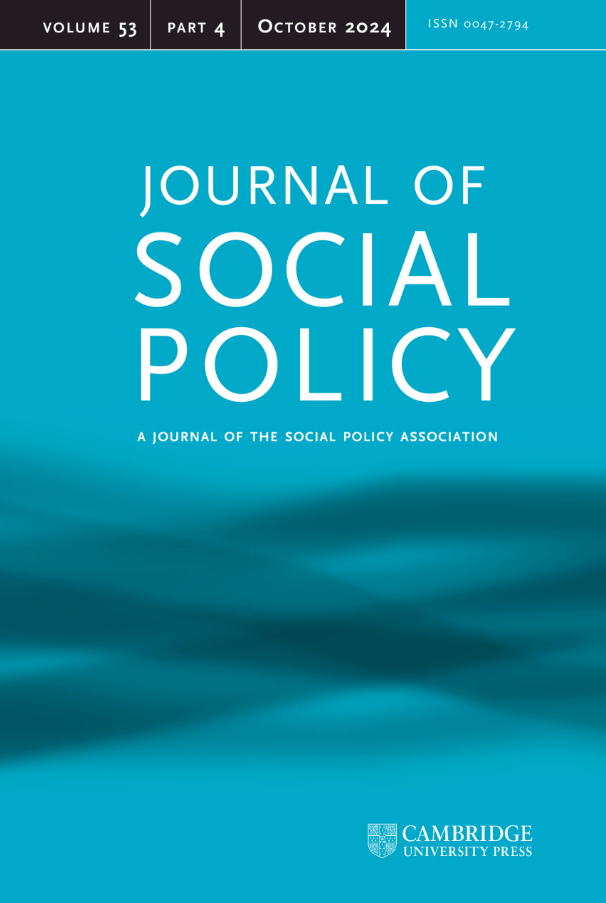 VOLUME 53 PART 4 OCTOBER 2024 ISSN 0047-2794
JOURNAL OF
SOCIAL
POLICY
A JOURNAL OF THE SOCIAL POLICY ASSOCIATION
CAMBRIDGE
UNIVERSITY PRESS